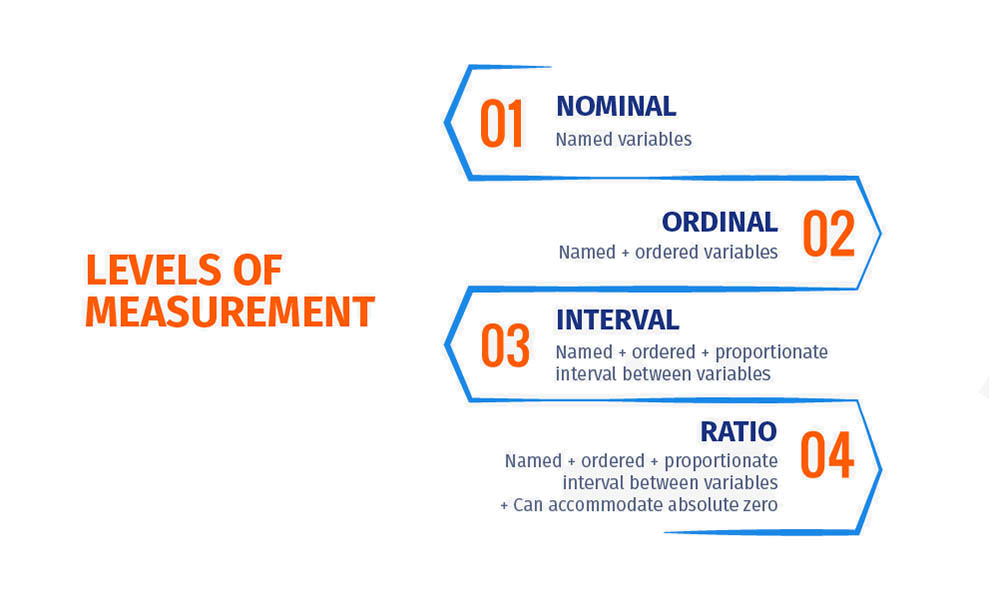 LEVELS OF
MEASUREMENT
01
NOMINAL
Named variables
ORDINAL
02
Named + ordered variables
03
INTERVAL
Named + ordered + proportionate
interval between variables
RATIO
04
Named + ordered + proportionate
interval between variables
+ Can accommodate absolute zero